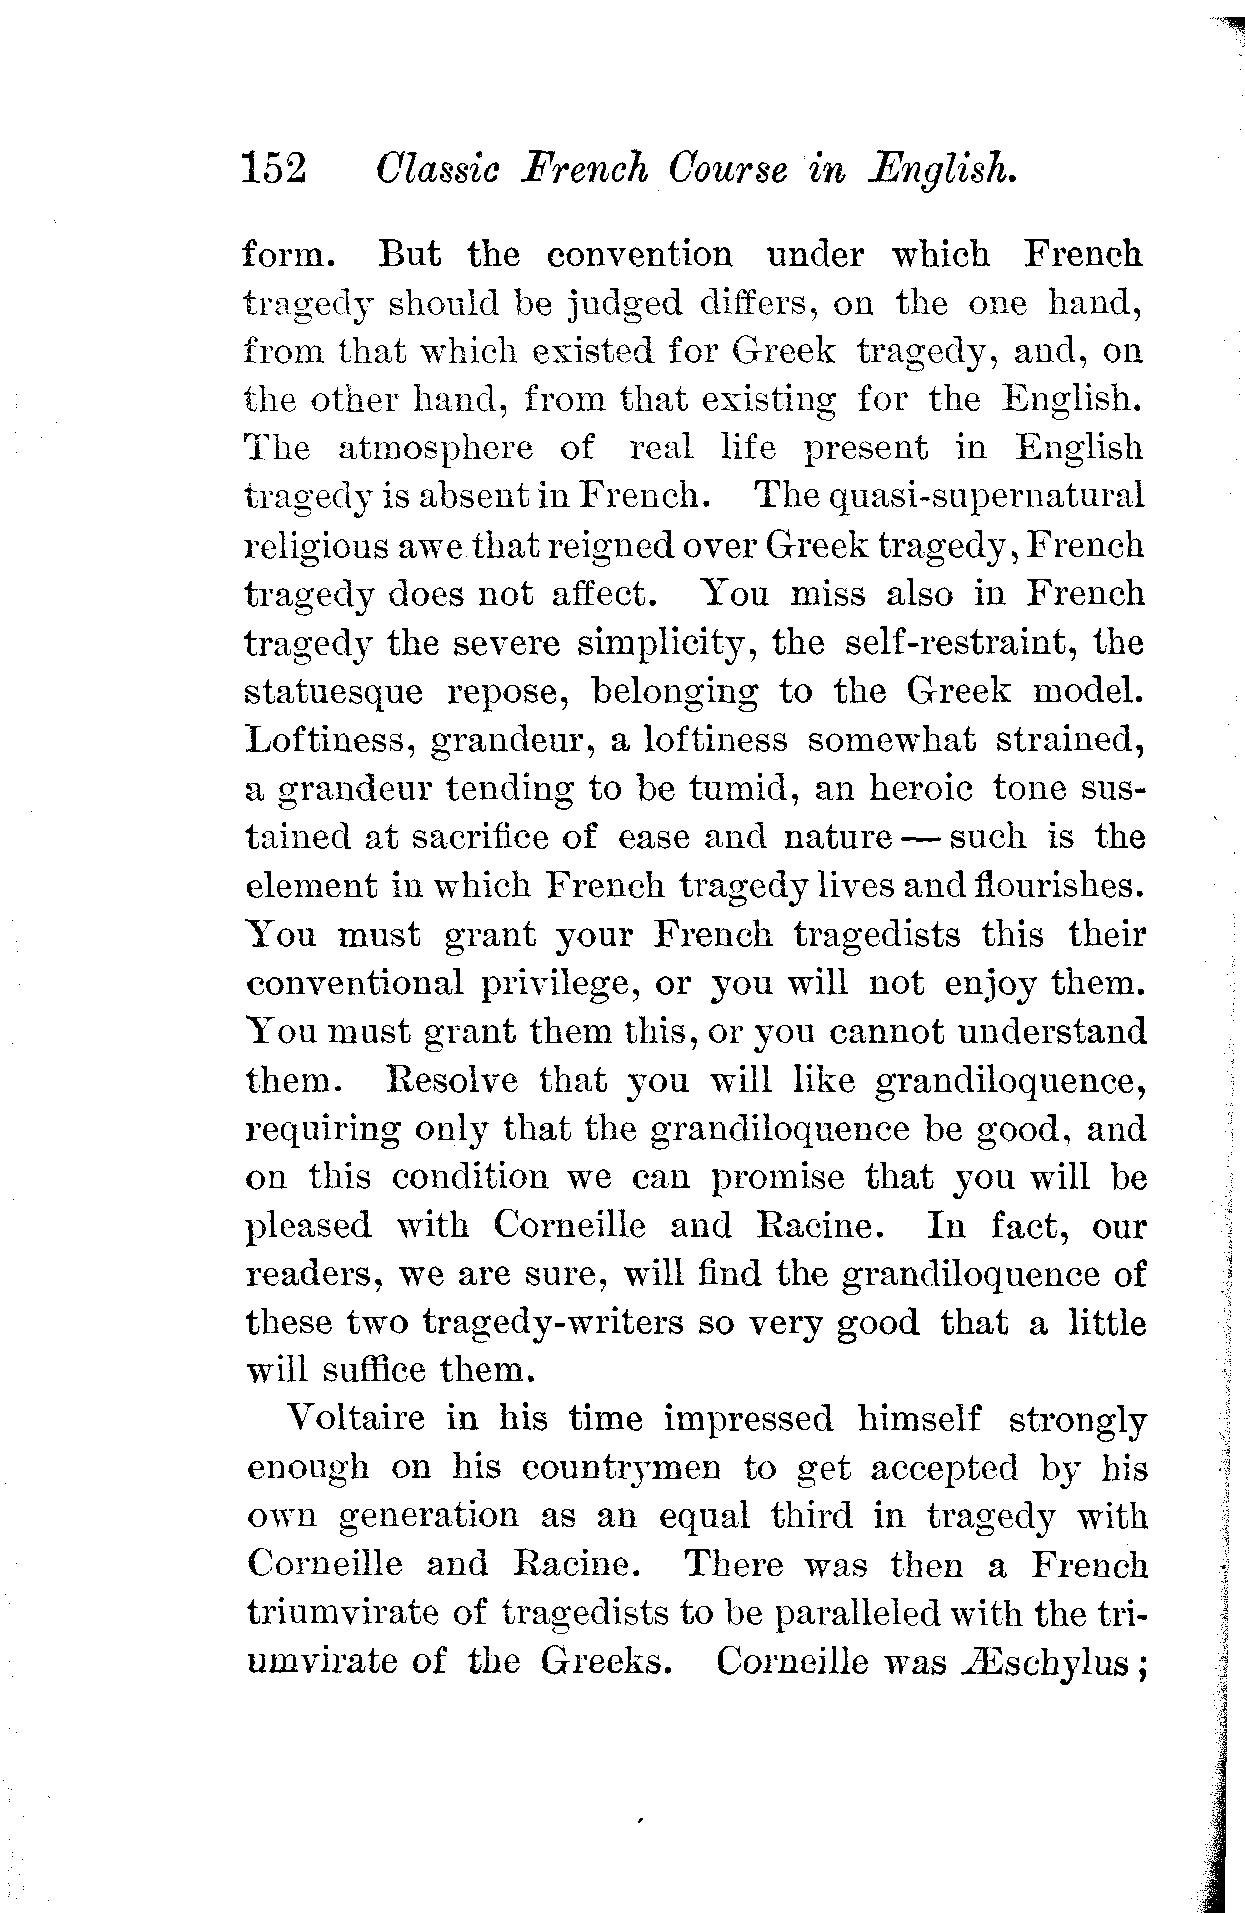 152 Classic French Course in English.
form. But the convention under which French
tragedy should be judged differs, on the one hand,
from that which existed for Greek tragedy, and, on
the other hand, from that existing for the English.
The atmosphere of real life present in English
tragedy is absent in French. The quasi-supernatural
religious awe that reigned over Greek tragedy, French
tragedy does not affect. You miss also in French
tragedy the severe simplicity, the self-restraint, the
statuesque repose, belonging to the Greek model.
Loftiness, grandeur, a loftiness somewhat strained,
a grandeur tending to be tumid, an heroic tone sus-
tained at sacrifice of ease and nature — such is the
element in which French tragedy lives and flourishes.
You must grant your French tragedists this their
conventional privilege, or you will not enjoy them.
You must grant them this, or you cannot understand
them. Resolve that you will like grandiloquence,
requiring only that the grandiloquence be good, and
on this condition we can promise that you will be
pleased with Corneille and Racine. In fact, our
readers, we are sure, will find the grandiloquence of
these two tragedy-writers so very good that a little
will suffice them.
Voltaire in his time impressed himself strongly
enough on his countrymen to get accepted by his
own generation as an equal third in tragedy with
Corneille and Racine. There was then a French
triumvirate of tragedists to be paralleled with the tri-
umvirate of the Greeks. Corneille was Æschylus;